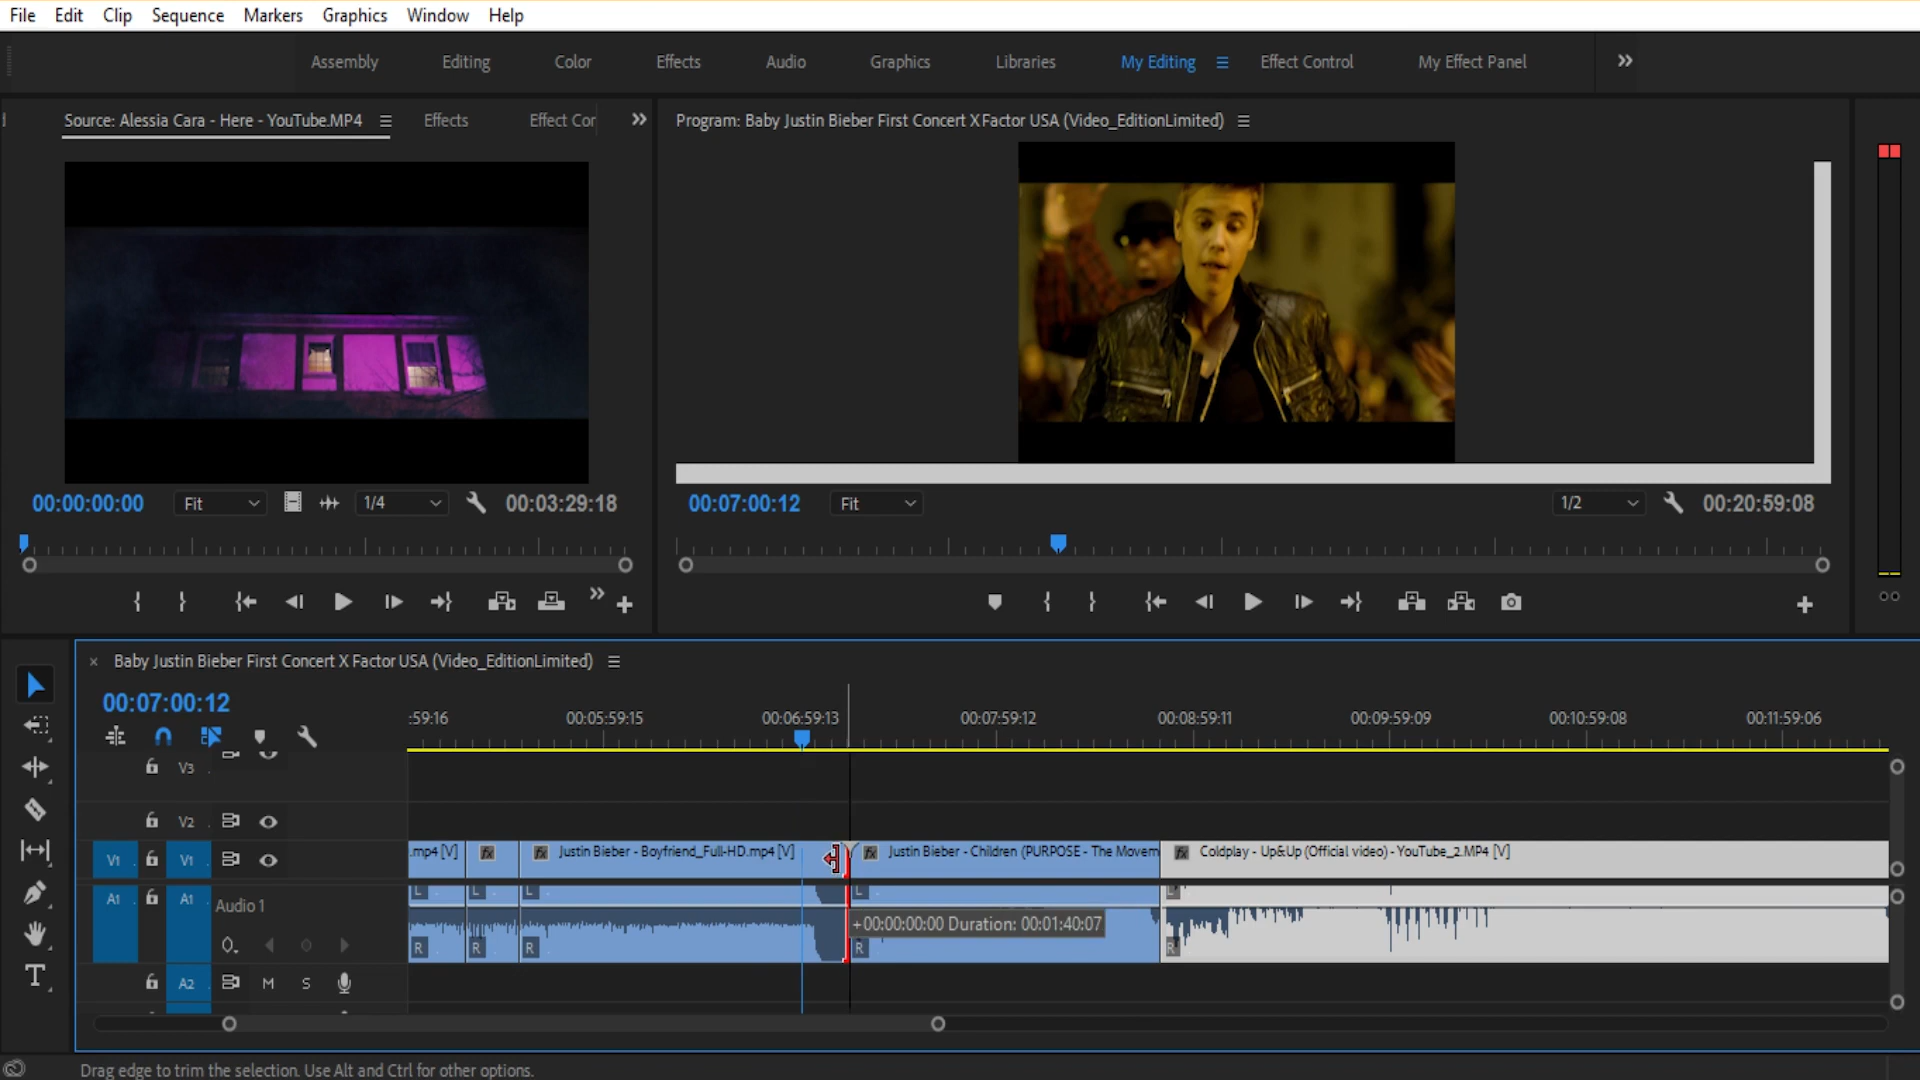 File Edit Clip Sequence Markers Graphics Window Help
Assembly Editing Color Effects Audio Graphics Libraries My Editing Effect Control My Effect Panel
Source: Alessia Cara - Here - YouTube.MP4 Effects Effect Cor
Program: Baby Justin Bieber First Concert X Factor USA (Video_EditionLimited)
00:00:00:00 Fit 1/4 00:03:29:18
00:07:00:12 Fit 1/2 00:20:59:08
Baby Justin Bieber First Concert X Factor USA (Video_EditionLimited)
00:07:00:12
:59:16 00:05:59:15 00:06:59:13 00:07:59:12 00:08:59:11 00:09:59:09 00:10:59:08 00:11:59:06
V3
V2
V1 V1
.mp4 [V] fx fx Justin Bieber - Boyfriend_Full-HD.mp4 [V] fx Justin Bieber - Children (PURPOSE - The Movem fx Coldplay - Up&Up (Official video) - YouTube_2.MP4 [V]
A1 A1 Audio 1
L L L L L
+00:00:00:00 Duration: 00:01:40:07
R R R R R
A2 M S
T
Drag edge to trim the selection. Use Alt and Ctrl for other options.